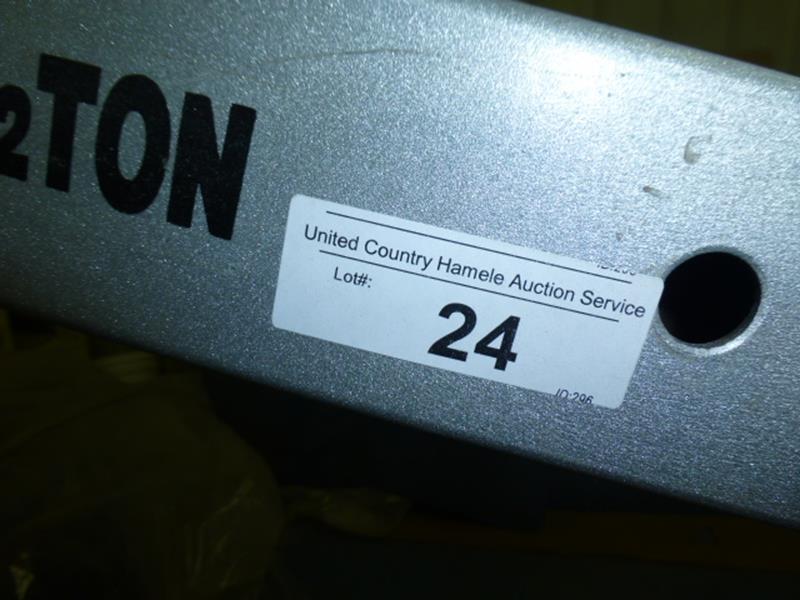 2TON
United Country Hamele Auction Service
Lot#:
24
ID:296